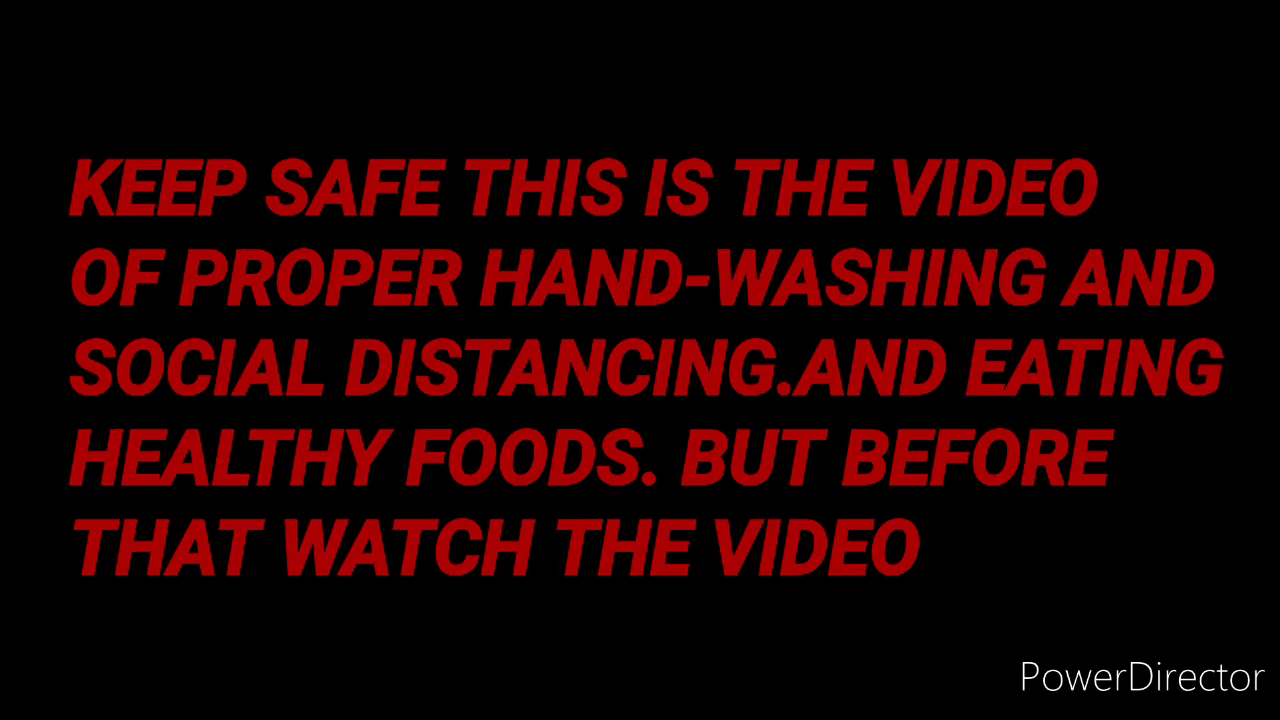 KEEP SAFE THIS IS THE VIDEO
OF PROPER HAND-WASHING AND
SOCIAL DISTANCING.AND EATING
HEALTHY FOODS. BUT BEFORE
THAT WATCH THE VIDEO
PowerDirector